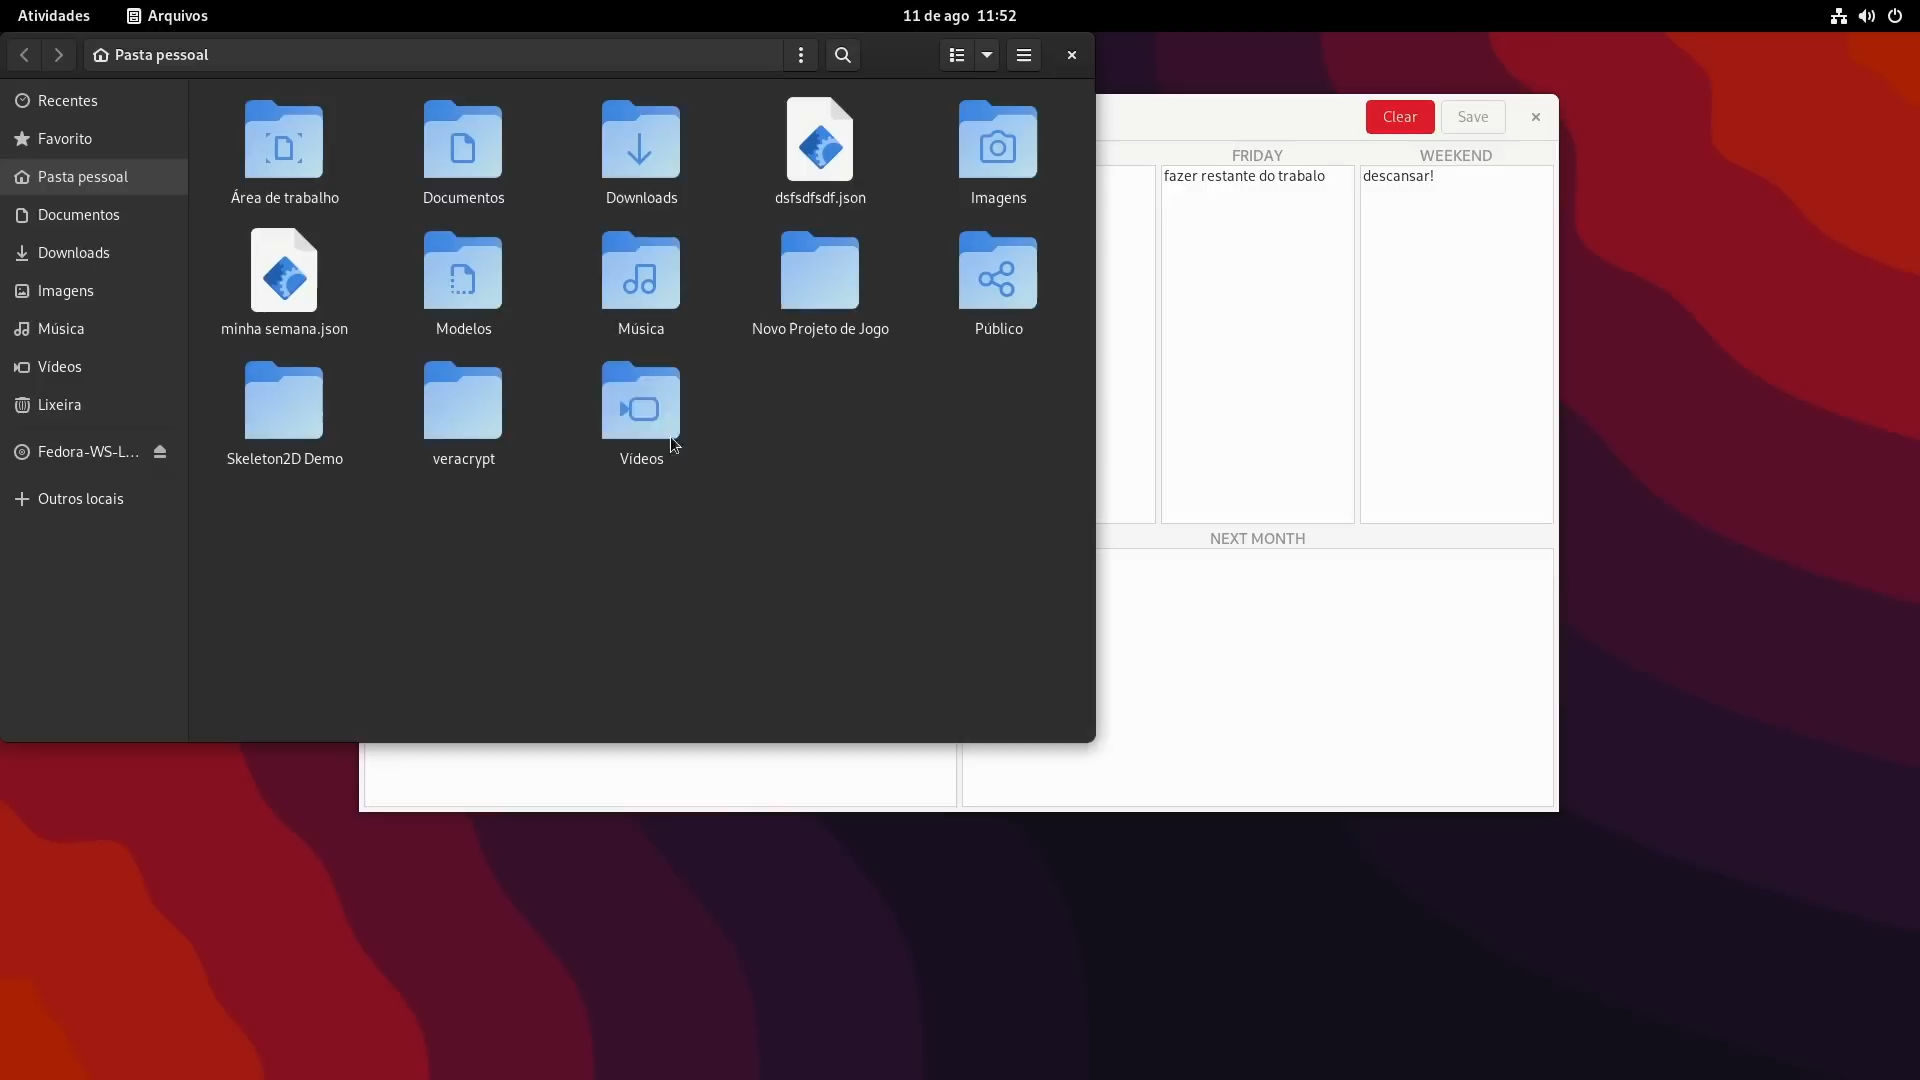 Atividades
Arquivos
11 de ago 11:52
Pasta pessoal
Recentes
Favorito
Pasta pessoal
Documentos
Downloads
Imagens
Música
Vídeos
Lixeira
Fedora-WS-L...
Outros locais
Área de trabalho
Documentos
Downloads
dsfsdfsdf.json
Imagens
minha semana.json
Modelos
Música
Novo Projeto de Jogo
Público
Skeleton2D Demo
veracrypt
Vídeos
Clear
Save
FRIDAY
WEEKEND
fazer restante do trabalo
descansar!
NEXT MONTH